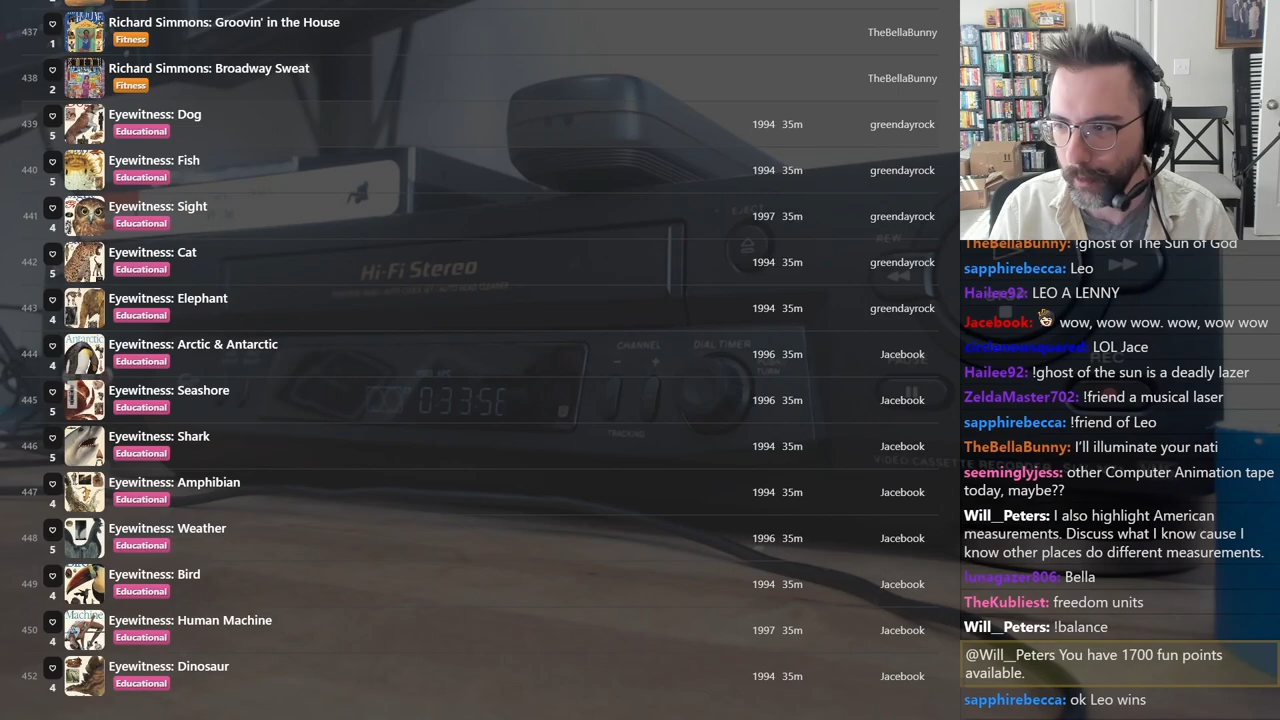 437
1
Richard Simmons: Groovin' in the House
Fitness
TheBellaBunny
438
2
Richard Simmons: Broadway Sweat
Fitness
TheBellaBunny
439
5
Eyewitness: Dog
Educational
1994 35m greendayrock
440
5
Eyewitness: Fish
Educational
1994 35m greendayrock
441
4
Eyewitness: Sight
Educational
1997 35m greendayrock
442
5
Eyewitness: Cat
Educational
1994 35m greendayrock
443
4
Eyewitness: Elephant
Educational
1994 35m greendayrock
444
4
Antarctic
Eyewitness: Arctic & Antarctic
Educational
1996 35m Jacebook
445
5
Eyewitness: Seashore
Educational
1996 35m Jacebook
446
5
Eyewitness: Shark
Educational
1994 35m Jacebook
447
4
Eyewitness: Amphibian
Educational
1994 35m Jacebook
448
5
Eyewitness: Weather
Educational
1996 35m Jacebook
449
4
Eyewitness: Bird
Educational
1994 35m Jacebook
450
4
Machine
Eyewitness: Human Machine
Educational
1997 35m Jacebook
452
4
Eyewitness: Dinosaur
Educational
1994 35m Jacebook
Hi-Fi Stereo
EJECT
REW
CHANNEL
DIAL TIMER
TRACKING
REC
TheBellaBunny: !ghost of The Sun of God
sapphirebecca: Leo
Hailee92: LEO A LENNY
Jacebook: wow, wow wow. wow, wow wow
LOL Jace
Hailee92: !ghost of the sun is a deadly lazer
ZeldaMaster702: !friend a musical laser
sapphirebecca: !friend of Leo
TheBellaBunny: I'll illuminate your nati
seeminglyjess: other Computer Animation tape
today, maybe??
Will__Peters: I also highlight American
measurements. Discuss what I know cause I
know other places do different measurements.
lunagazer806: Bella
TheKubliest: freedom units
Will__Peters: !balance
@Will__Peters You have 1700 fun points
available.
sapphirebecca: ok Leo wins